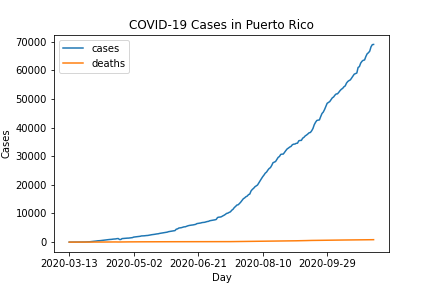 COVID-19 Cases in Puerto Rico
70000
60000
50000
40000
30000
20000
10000
0
Cases
cases
deaths
2020-03-13 2020-05-02 2020-06-21 2020-08-10 2020-09-29
Day